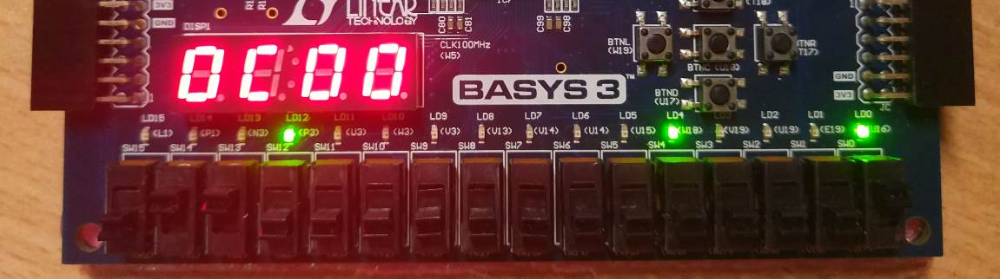 3V3
GND
LINEAR
TECHNOLOGY
C80
C81
C99
C98
DISP1
0C00
CLK100MHz
(W5)
BTNL
(W19)
BTNC (U18)
BTNR
(T17)
BTND
(U17)
BASYS 3™
GND
3V3
JC
1
LD15 LD14 LD13 LD12 LD11 LD10 LD9 LD8 LD7 LD6 LD5 LD4 LD3 LD2 LD1 LD0
(L1) (P1) (N3) (P3) (U3) (W3) (V3) (V13) (V14) (U14) (U15) (W18) (V19) (U19) (E19) (U16)
SW15 SW14 SW13 SW12 SW11 SW10 SW9 SW8 SW7 SW6 SW5 SW4 SW3 SW2 SW1 SW0